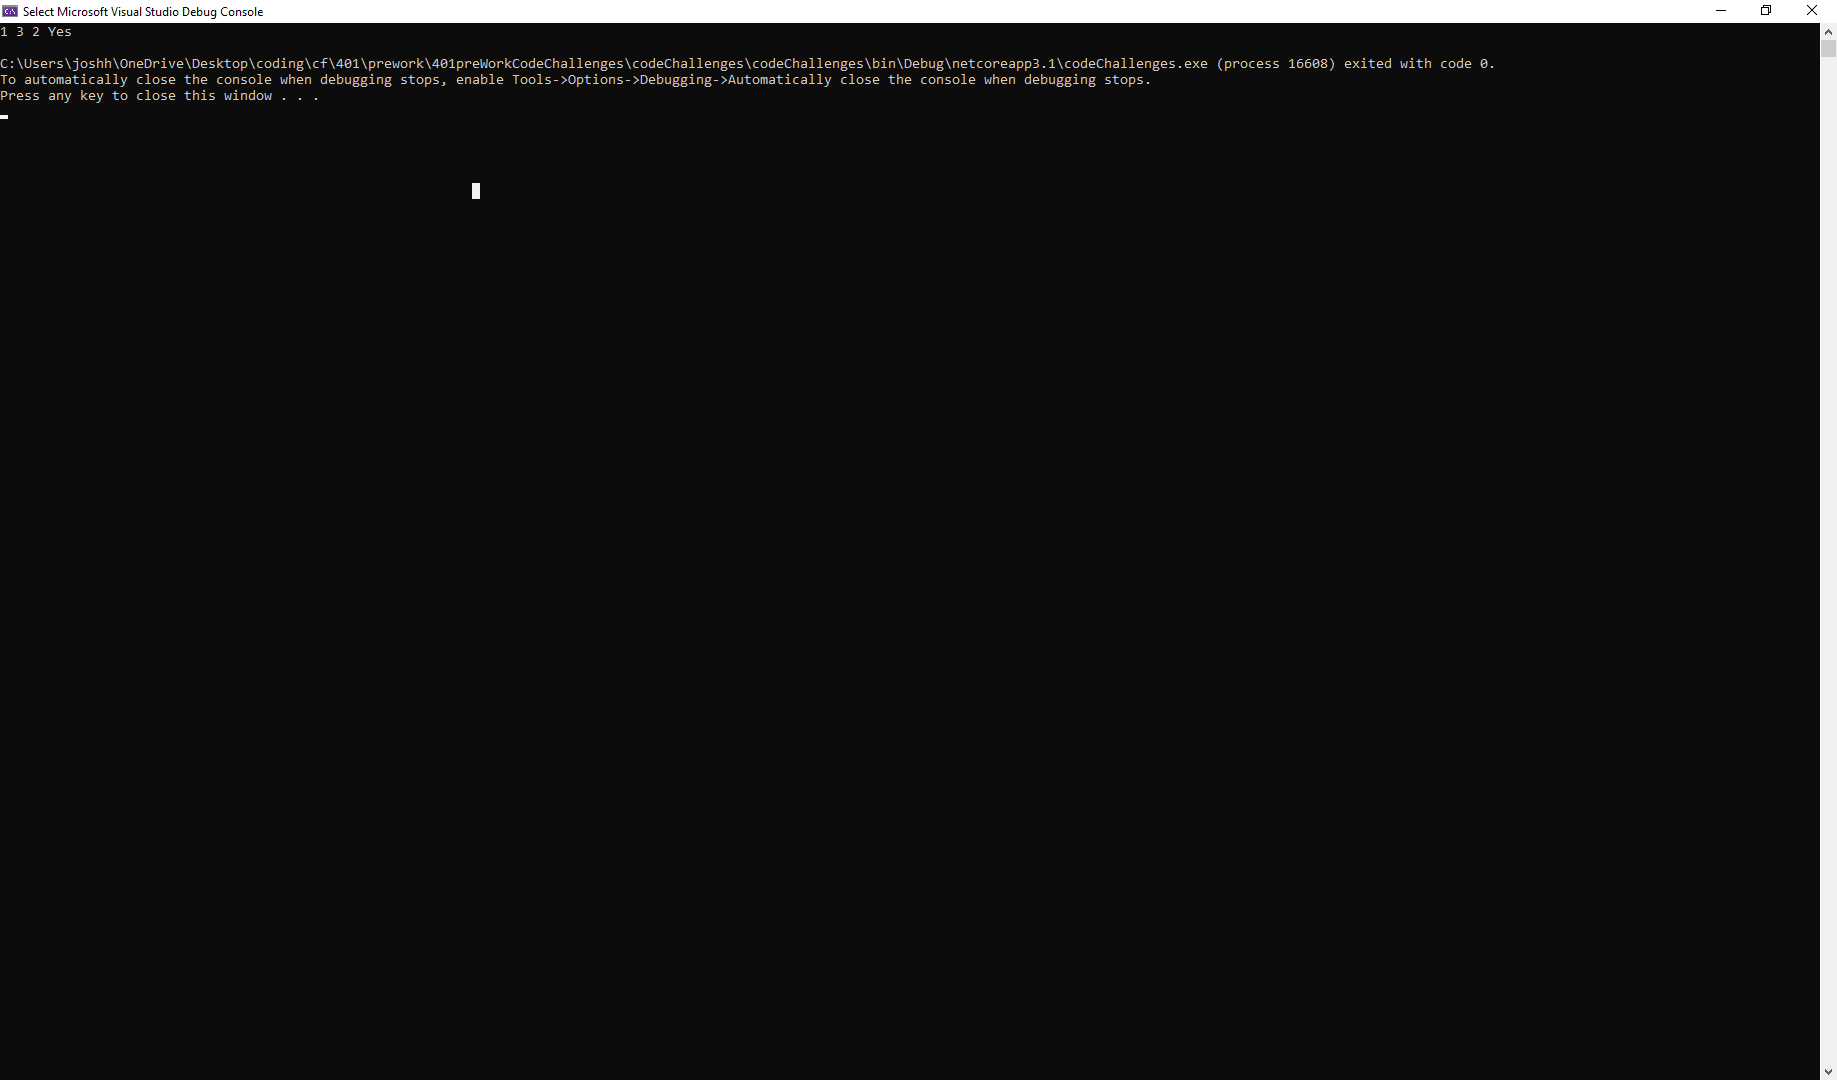 Select Microsoft Visual Studio Debug Console
1 3 2 Yes
C:\Users\joshh\OneDrive\Desktop\coding\cf\401\prework\401preWorkCodeChallenges\codeChallenges\codeChallenges\bin\Debug\netcoreapp3.1\codeChallenges.exe (process 16608) exited with code 0.
To automatically close the console when debugging stops, enable Tools->Options->Debugging->Automatically close the console when debugging stops.
Press any key to close this window . . .